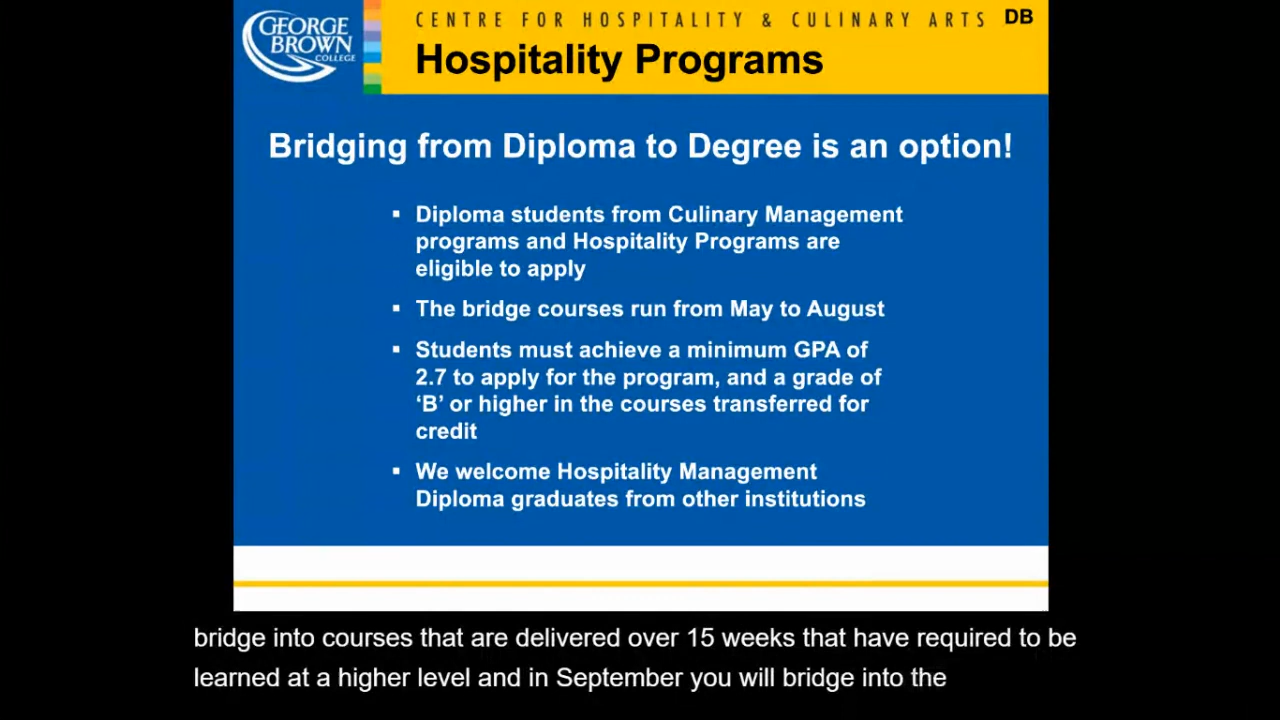 GEORGE
BROWN
COLLEGE
CENTRE FOR HOSPITALITY & CULINARY ARTS DB
Hospitality Programs
Bridging from Diploma to Degree is an option!
▪ Diploma students from Culinary Management
programs and Hospitality Programs are
eligible to apply
▪ The bridge courses run from May to August
▪ Students must achieve a minimum GPA of
2.7 to apply for the program, and a grade of
‘B’ or higher in the courses transferred for
credit
▪ We welcome Hospitality Management
Diploma graduates from other institutions
bridge into courses that are delivered over 15 weeks that have required to be
learned at a higher level and in September you will bridge into the